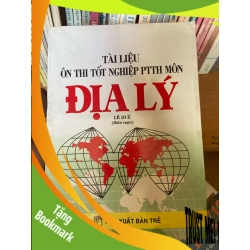 TÀI LIỆU
ÔN THI TỐT NGHIỆP PTTH MÔN
ĐỊA LÝ
LÊ HUỆ
(Biên soạn)
XUẤT BẢN TRẺ
Tặng
Bookmark